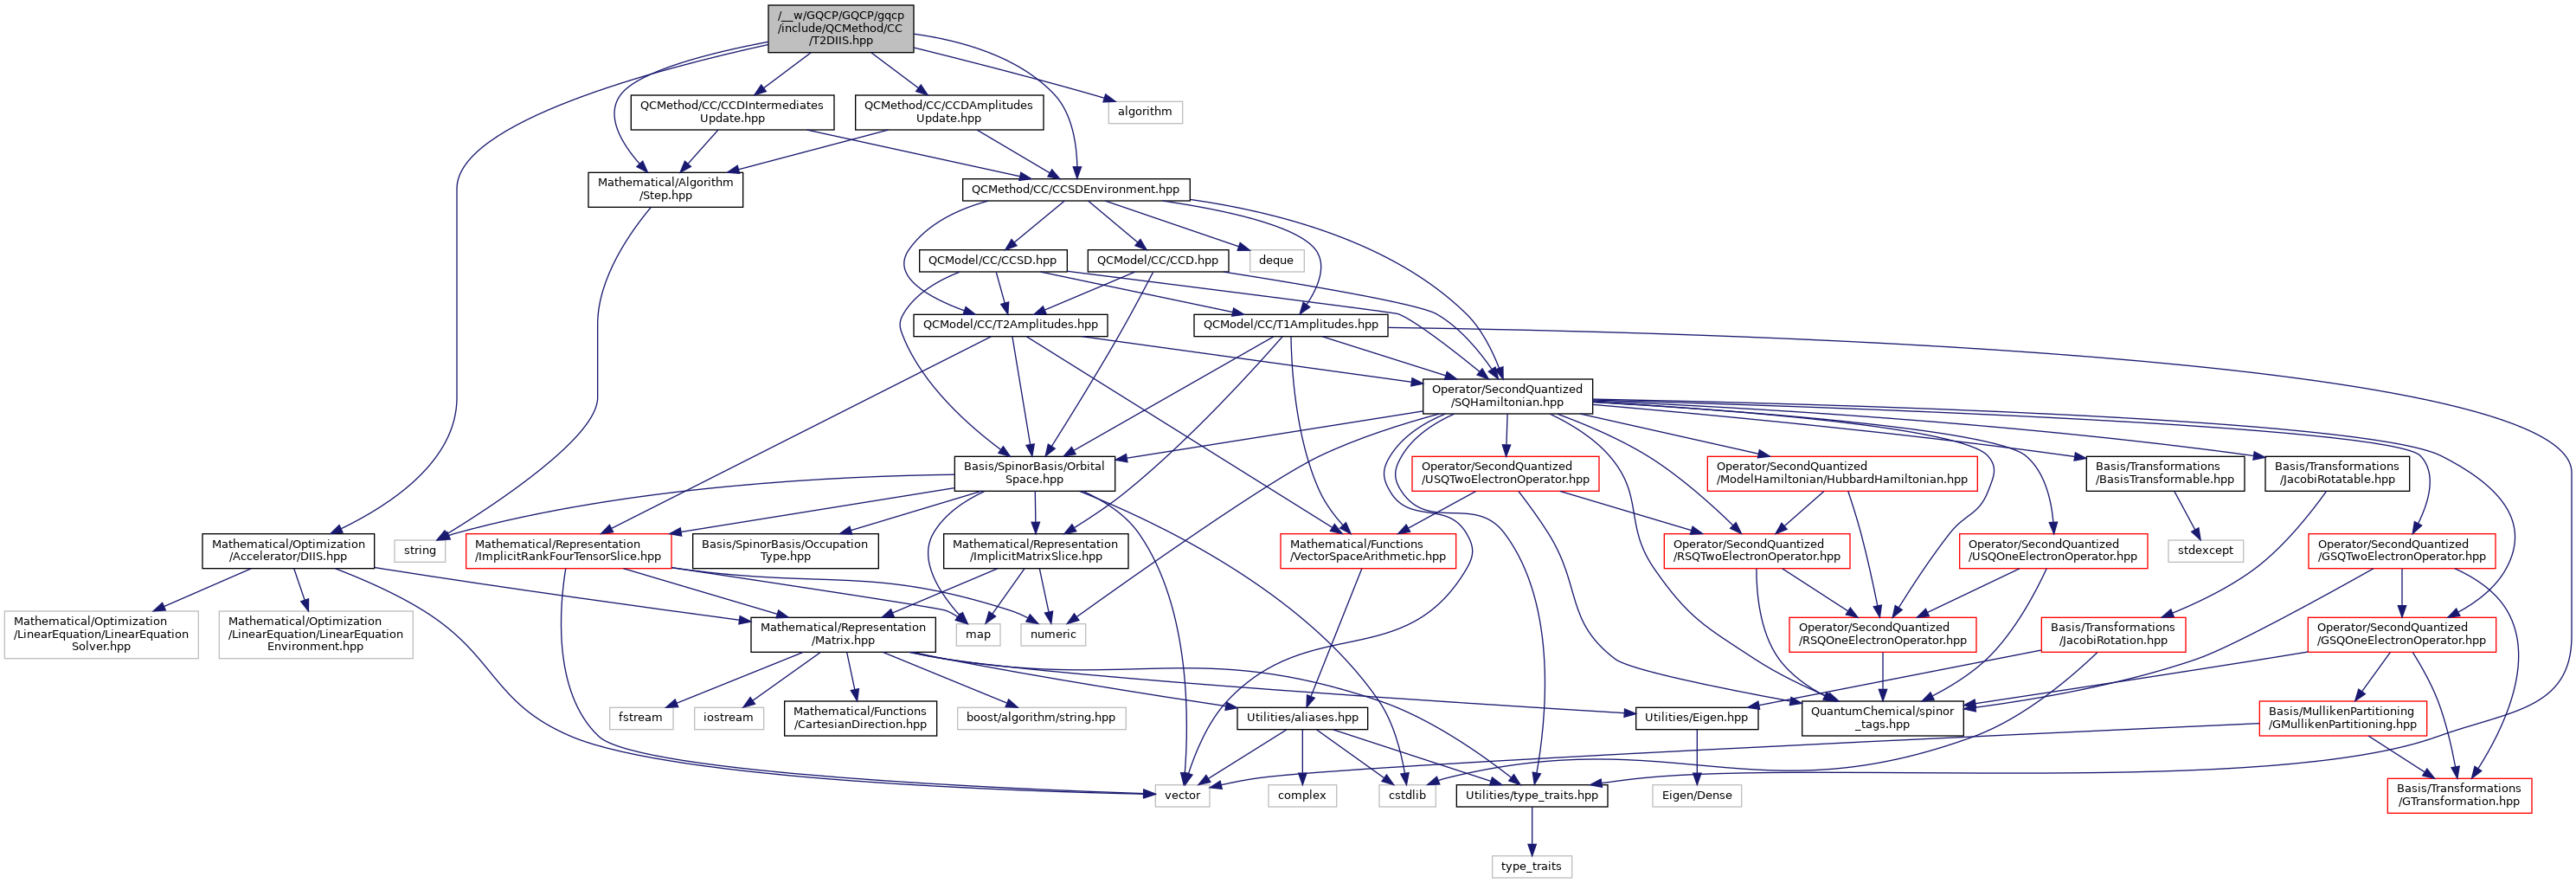 /__w/GQCP/GQCP/gqcp
/include/QCMethod/CC
/T2DIIS.hpp
QCMethod/CC/CCDIntermediates
Update.hpp
QCMethod/CC/CCDAmplitudes
Update.hpp
algorithm
Mathematical/Algorithm
/Step.hpp
QCMethod/CC/CCSDEnvironment.hpp
QCModel/CC/CCSD.hpp
QCModel/CC/CCD.hpp
deque
QCModel/CC/T2Amplitudes.hpp
QCModel/CC/T1Amplitudes.hpp
Operator/SecondQuantized
/SQHamiltonian.hpp
Basis/SpinorBasis/Orbital
Space.hpp
Operator/SecondQuantized
/USQTwoElectronOperator.hpp
Operator/SecondQuantized
/ModelHamiltonian/HubbardHamiltonian.hpp
Basis/Transformations
/BasisTransformable.hpp
Basis/Transformations
/JacobiRotatable.hpp
Mathematical/Optimization
/Accelerator/DIIS.hpp
string
Mathematical/Representation
/ImplicitRankFourTensorSlice.hpp
Basis/SpinorBasis/Occupation
Type.hpp
Mathematical/Representation
/ImplicitMatrixSlice.hpp
Mathematical/Functions
/VectorSpaceArithmetic.hpp
Operator/SecondQuantized
/RSQTwoElectronOperator.hpp
Operator/SecondQuantized
/USQOneElectronOperator.hpp
stdexcept
Operator/SecondQuantized
/GSQTwoElectronOperator.hpp
Mathematical/Optimization
/LinearEquation/LinearEquation
Solver.hpp
Mathematical/Optimization
/LinearEquation/LinearEquation
Environment.hpp
Mathematical/Representation
/Matrix.hpp
map
numeric
Operator/SecondQuantized
/RSQOneElectronOperator.hpp
Basis/Transformations
/JacobiRotation.hpp
Operator/SecondQuantized
/GSQOneElectronOperator.hpp
fstream
iostream
Mathematical/Functions
/CartesianDirection.hpp
boost/algorithm/string.hpp
Utilities/aliases.hpp
Utilities/Eigen.hpp
QuantumChemical/spinor
_tags.hpp
Basis/MullikenPartitioning
/GMullikenPartitioning.hpp
vector
complex
cstdlib
Utilities/type_traits.hpp
Eigen/Dense
Basis/Transformations
/GTransformation.hpp
type_traits